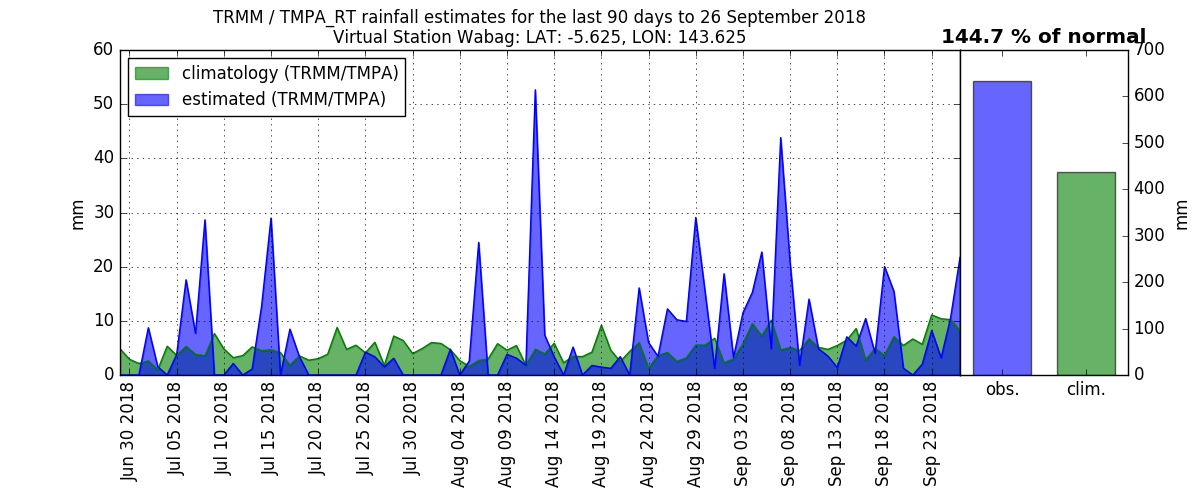 TRMM / TMPA_RT rainfall estimates for the last 90 days to 26 September 2018
Virtual Station Wabag: LAT: -5.625, LON: 143.625
144.7 % of normal
climatology (TRMM/TMPA)
estimated (TRMM/TMPA)
60
50
40
30
20
10
0
mm
Jun 30 2018
Jul 05 2018
Jul 10 2018
Jul 15 2018
Jul 20 2018
Jul 25 2018
Jul 30 2018
Aug 04 2018
Aug 09 2018
Aug 14 2018
Aug 19 2018
Aug 24 2018
Aug 29 2018
Sep 03 2018
Sep 08 2018
Sep 13 2018
Sep 18 2018
Sep 23 2018
700
600
500
400
300
200
100
0
mm
obs.
clim.